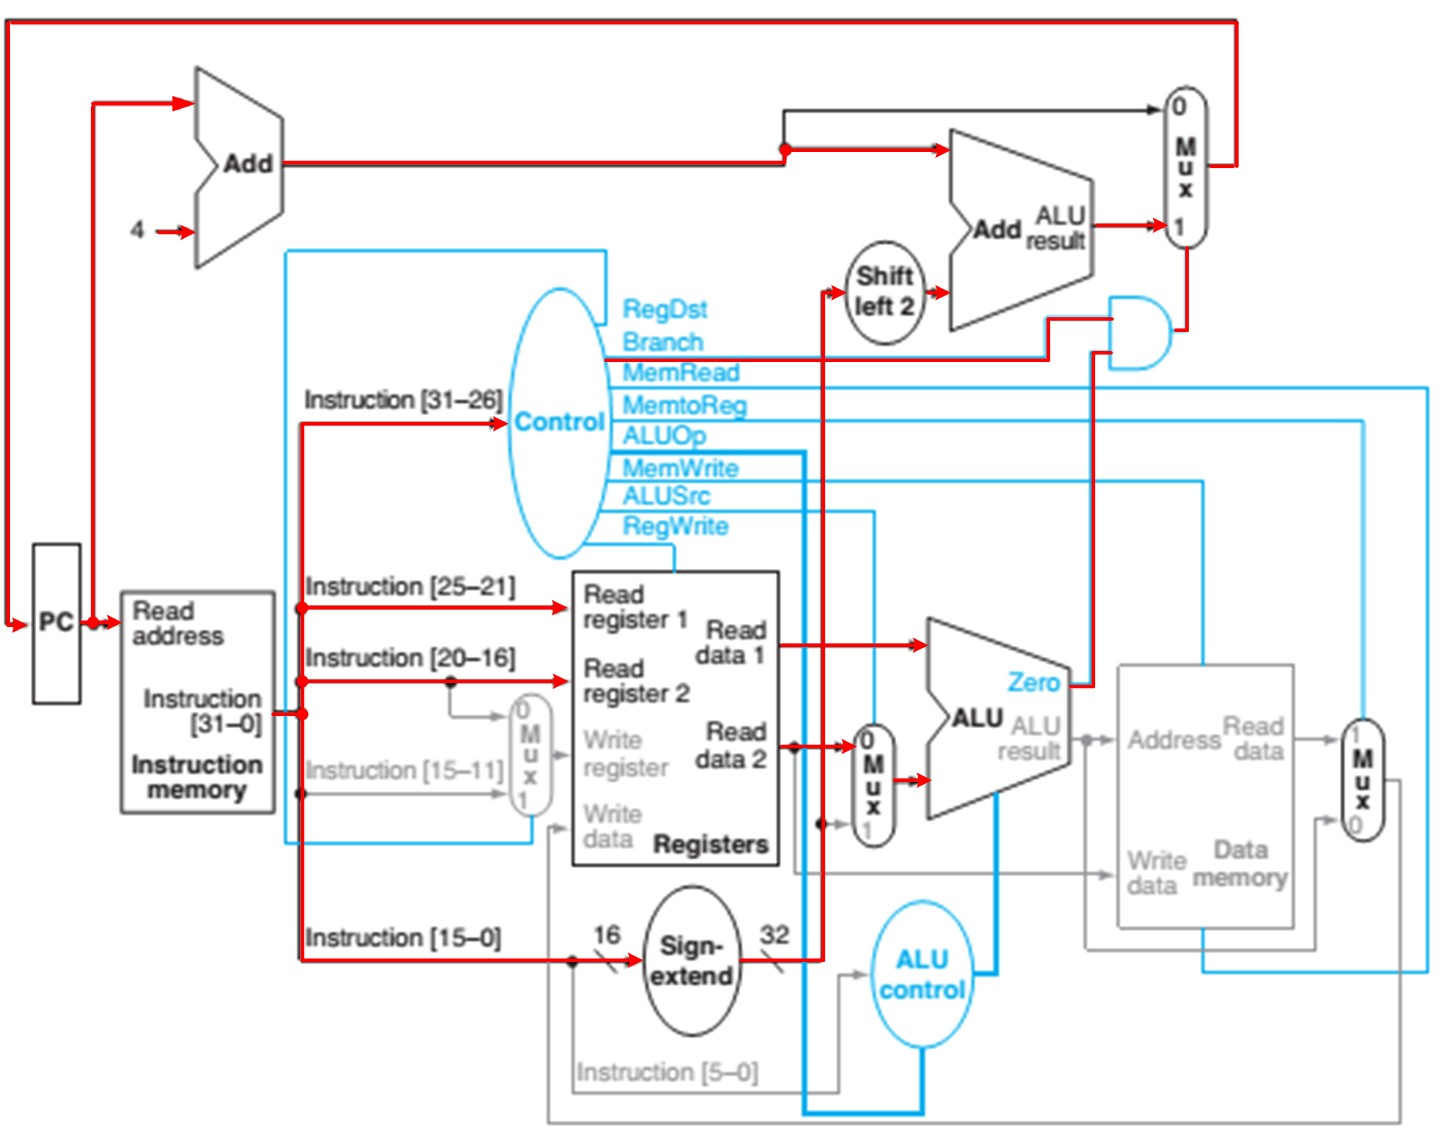 0
M
u
x
1
Add
ALU
result
Add
4
Shift
left 2
RegDst
Branch
MemRead
MemtoReg
ALUOp
MemWrite
ALUSrc
RegWrite
Control
Instruction [31–26]
Instruction [25–21]
Instruction [20–16]
Instruction [15–11]
Instruction [15–0]
Instruction [5–0]
PC
Read
address
Instruction
[31–0]
Instruction
memory
0
M
u
x
1
Read
register 1
Read
register 2
Write
register
Write
data
Read
data 1
Read
data 2
Registers
0
M
u
x
1
Zero
ALU
ALU
result
Address
Read
data
Write
data
Data
memory
1
M
u
x
0
16
Sign-
extend
32
ALU
control